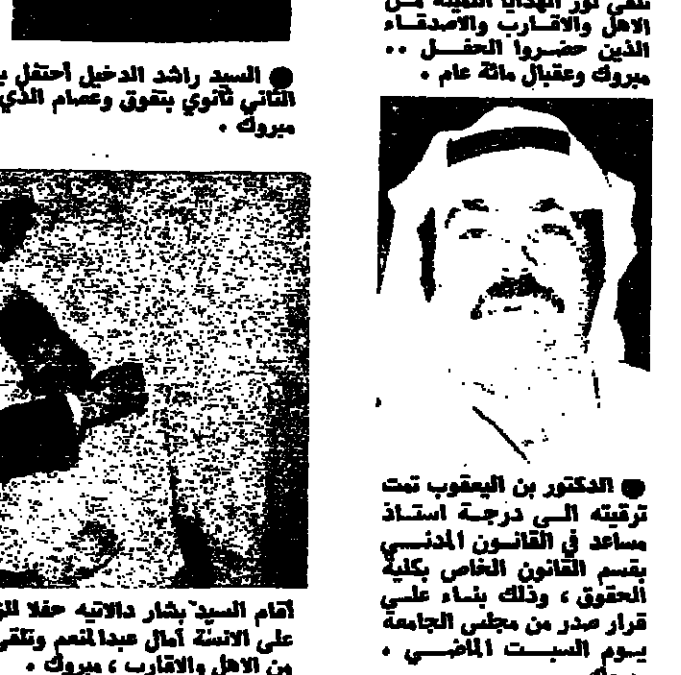 الاهل والاقارب والاصدقاء
الذين حضروا الحفل ..
مبروك وعقبال مائة عام .
● الدكتور بن اليعقوب تمت
ترقيته الى درجة استاذ
مساعد في القانون المدني
بقسم القانون الخاص بكلية
الحقوق ، وذلك بناء على
قرار صدر من مجلس الجامعة
يوم السبت الماضي .
● السيد راشد الدخيل احتفل
الثاني ثانوي بتفوق وعصام الذي
مبروك .
أقام السيد بشار دالاتيه حفلا
على الانسة آمال عبدالمنعم وتلقى
من الاهل والاقارب ، مبروك .